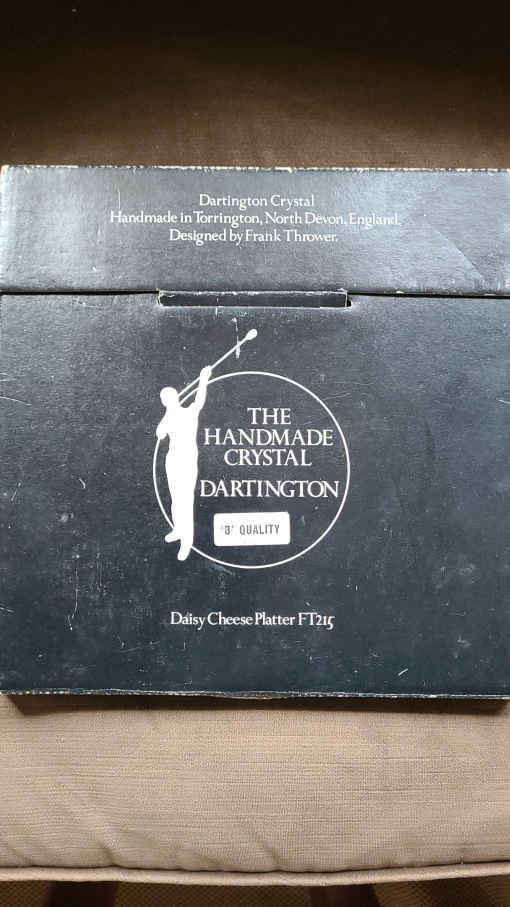 Dartington Crystal
Handmade in Torrington, North Devon, England.
Designed by Frank Thrower.
THE
HANDMADE
CRYSTAL
DARTINGTON
'B' QUALITY
Daisy Cheese Platter FT215